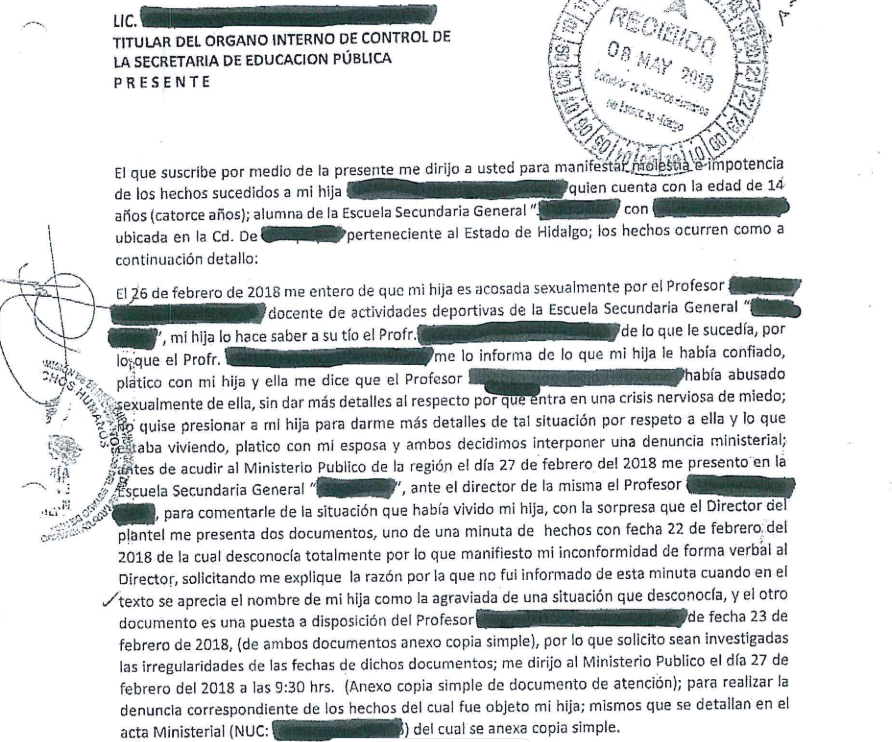 LIC.
TITULAR DEL ORGANO INTERNO DE CONTROL DE
LA SECRETARIA DE EDUCACION PÚBLICA
P R E S E N T E
RECIBIDO
08 MAY 2018
El que suscribe por medio de la presente me dirijo a usted para manifestar molestia e impotencia
de los hechos sucedidos a mi hija quien cuenta con la edad de 14
años (catorce años); alumna de la Escuela Secundaria General " con
ubicada en la Cd. De perteneciente al Estado de Hidalgo; los hechos ocurren como a
continuación detallo:
El 26 de febrero de 2018 me entero de que mi hija es acosada sexualmente por el Profesor
docente de actividades deportivas de la Escuela Secundaria General "
", mi hija lo hace saber a su tío el Profr. de lo que le sucedía, por
lo que el Profr. me lo informa de lo que mi hija le había confiado,
platico con mi hija y ella me dice que el Profesor había abusado
sexualmente de ella, sin dar más detalles al respecto por que entra en una crisis nerviosa de miedo;
no quise presionar a mi hija para darme más detalles de tal situación por respeto a ella y lo que
estaba viviendo, platico con mi esposa y ambos decidimos interponer una denuncia ministerial;
antes de acudir al Ministerio Publico de la región el día 27 de febrero del 2018 me presento en la
Escuela Secundaria General " ", ante el director de la misma el Profesor
, para comentarle de la situación que había vivido mi hija, con la sorpresa que el Director del
plantel me presenta dos documentos, uno de una minuta de hechos con fecha 22 de febrero del
2018 de la cual desconocía totalmente por lo que manifiesto mi inconformidad de forma verbal al
Director, solicitando me explique la razón por la que no fui informado de esta minuta cuando en el
texto se aprecia el nombre de mi hija como la agraviada de una situación que desconocía, y el otro
documento es una puesta a disposición del Profesor de fecha 23 de
febrero de 2018, (de ambos documentos anexo copia simple), por lo que solicito sean investigadas
las irregularidades de las fechas de dichos documentos; me dirijo al Ministerio Publico el día 27 de
febrero del 2018 a las 9:30 hrs. (Anexo copia simple de documento de atención); para realizar la
denuncia correspondiente de los hechos del cual fue objeto mi hija; mismos que se detallan en el
acta Ministerial (NUC: ) del cual se anexa copia simple.